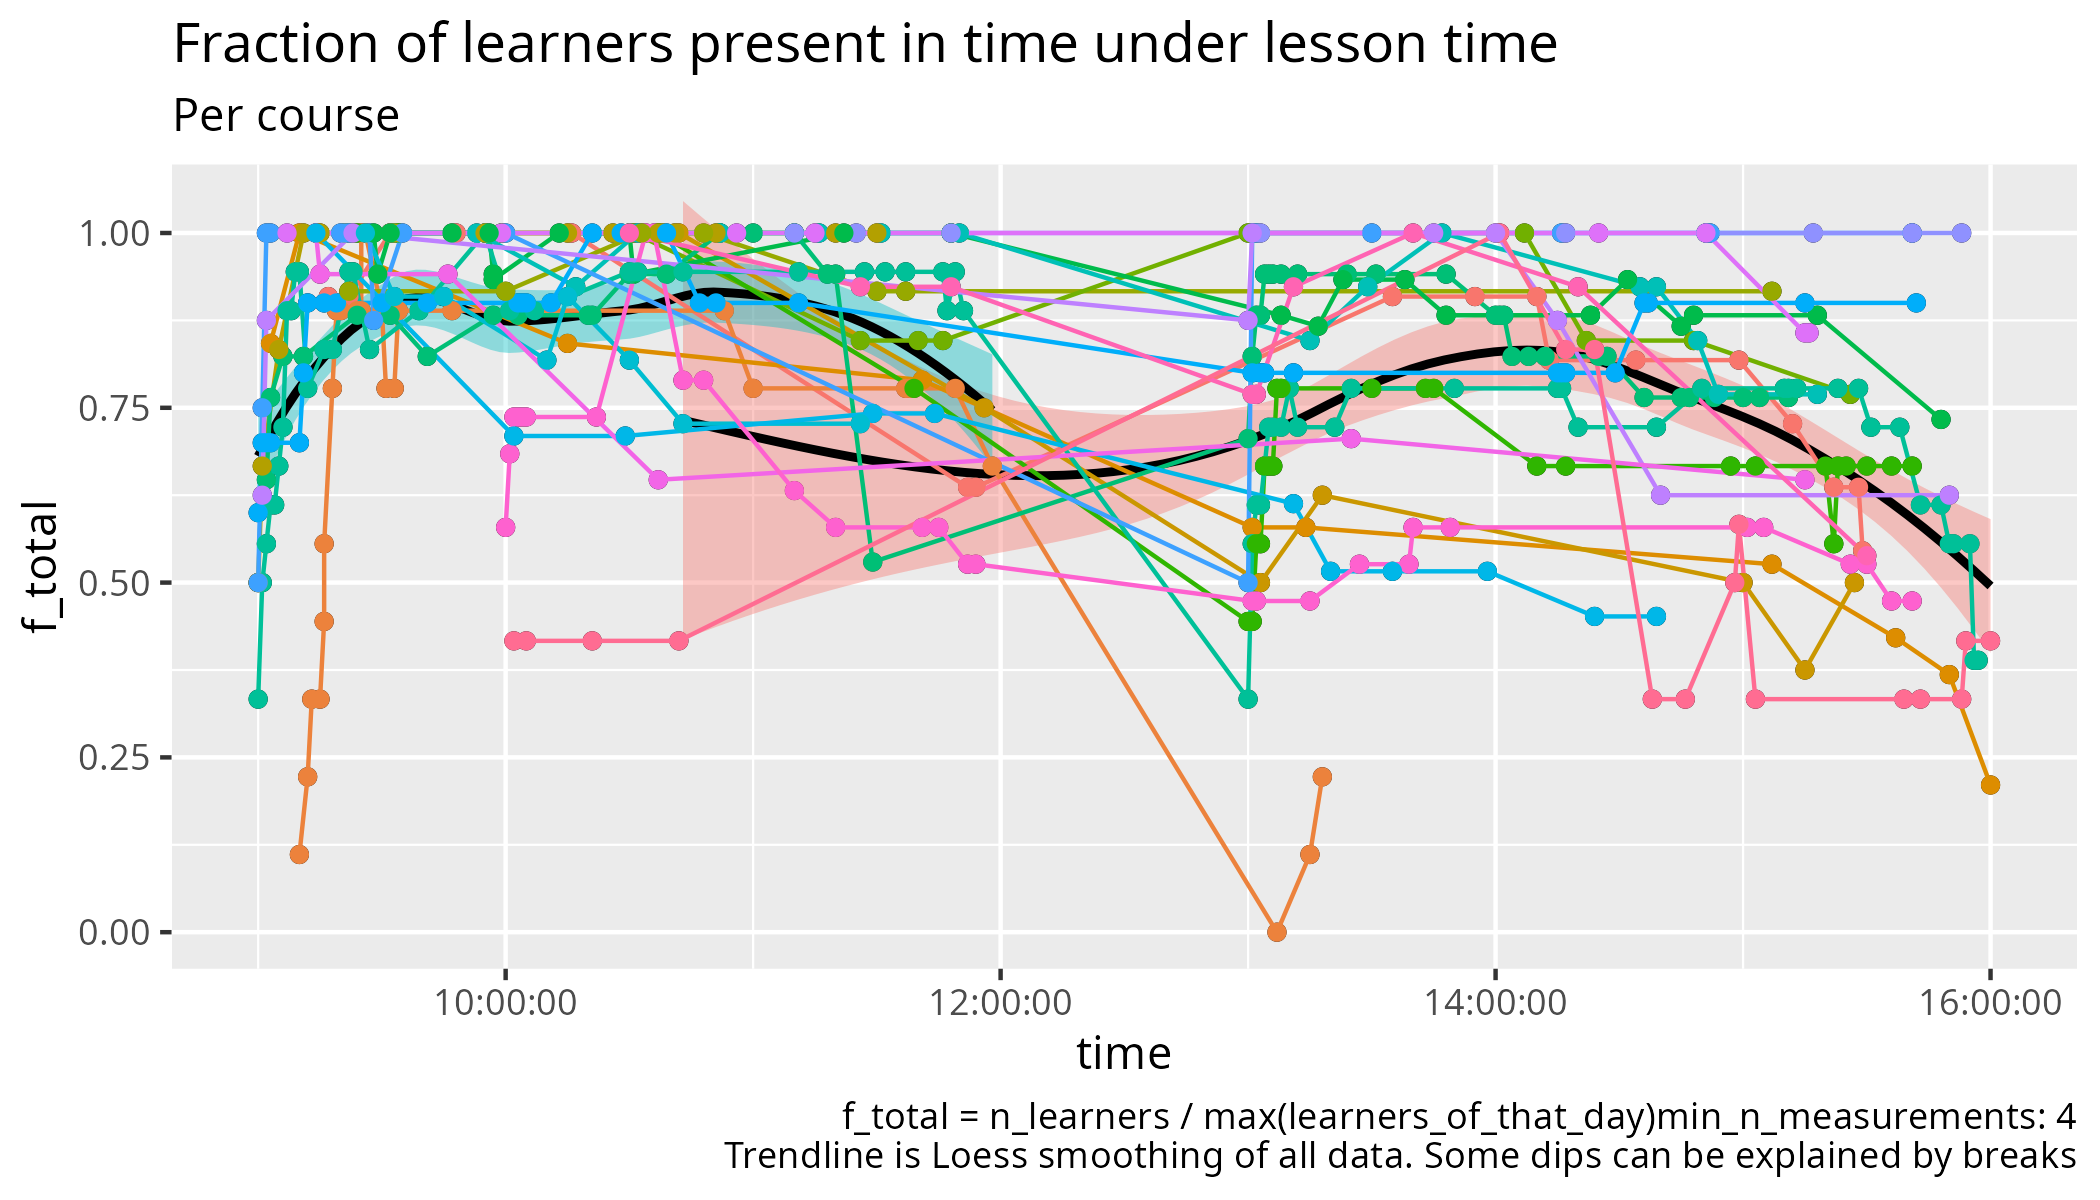 Fraction of learners present in time under lesson time
Per course
1.00
0.75
0.50
0.25
0.00
f_total
10:00:00
12:00:00
14:00:00
16:00:00
time
f_total = n_learners / max(learners_of_that_day)min_n_measurements: 4
Trendline is Loess smoothing of all data. Some dips can be explained by breaks